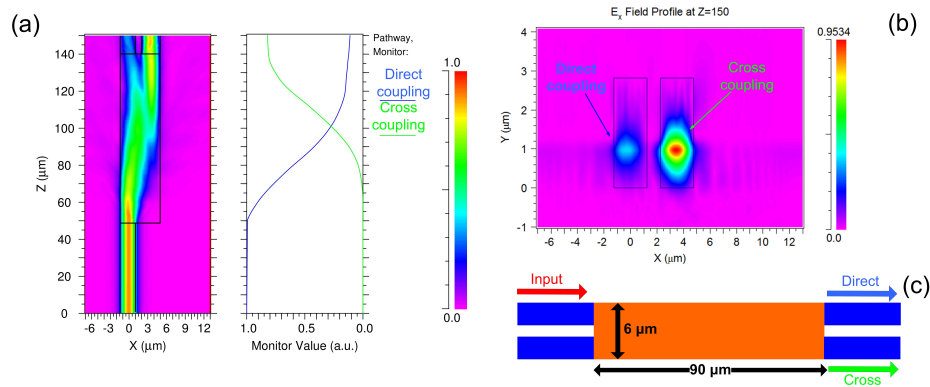 (a)
150
140
120
100
80
60
40
20
0
Z (µm)
-6
-3
0
3
6
12
X (µm)
1.0
0.5
0.0
Monitor Value (a.u.)
Pathway,
Monitor:
Direct
coupling
Cross
coupling
1.0
0.0
Eₓ Field Profile at Z=150
(b)
4
3
2
1
0
-1
Y (µm)
Direct
coupling
Cross
coupling
-6
-4
-2
0
2
4
6
8
10
12
X (µm)
0.9534
0.0
Input
Direct
(c)
6 µm
90 µm
Cross